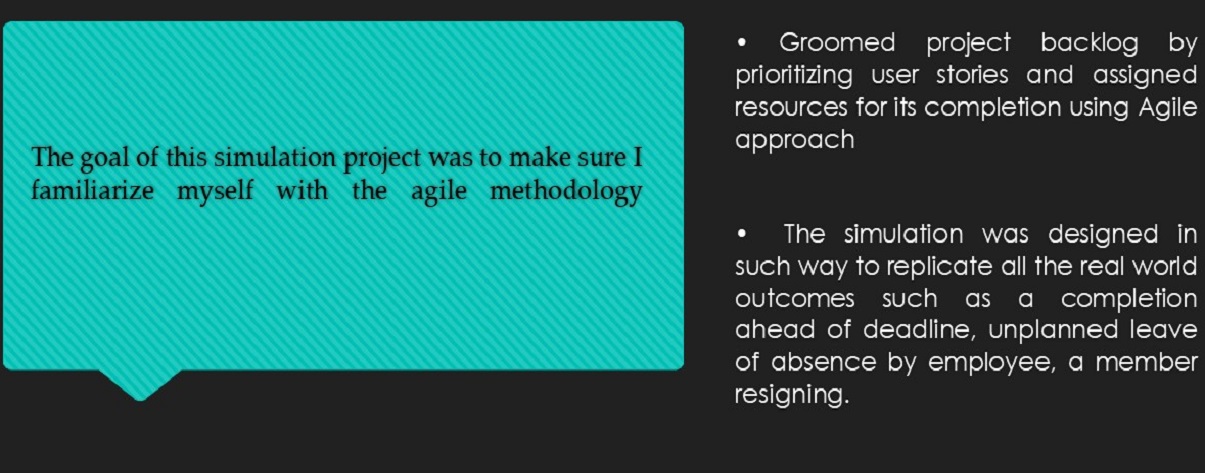 The goal of this simulation project was to make sure I
familiarize myself with the agile methodology
• Groomed project backlog by
prioritizing user stories and assigned
resources for its completion using Agile
approach
• The simulation was designed in
such way to replicate all the real world
outcomes such as a completion
ahead of deadline, unplanned leave
of absence by employee, a member
resigning.